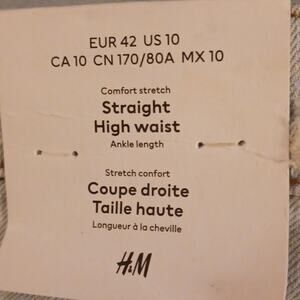 EUR 42 US 10
CA 10 CN 170/80A MX 10
Comfort stretch
Straight
High waist
Ankle length
Stretch confort
Coupe droite
Taille haute
Longueur à la cheville
H&M